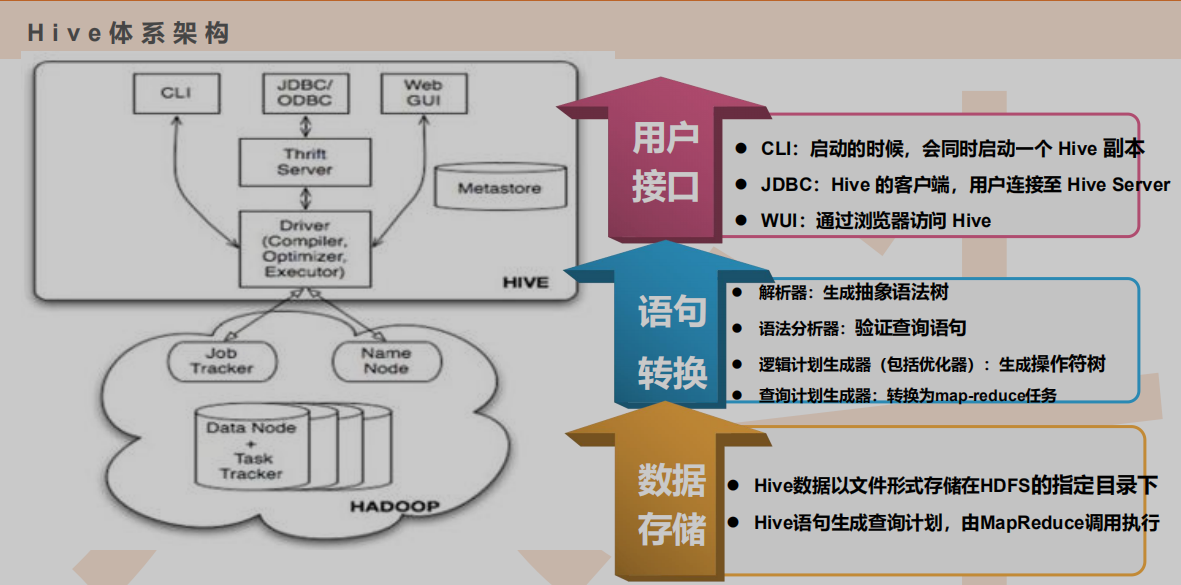 Hive体系架构
CLI
JDBC/
ODBC
Web
GUI
Thrift
Server
Metastore
Driver
(Compiler,
Optimizer,
Executor)
HIVE
Job
Tracker
Name
Node
Data Node
+
Task
Tracker
HADOOP
用户
接口
● CLI：启动的时候，会同时启动一个 Hive 副本
● JDBC：Hive 的客户端，用户连接至 Hive Server
● WUI：通过浏览器访问 Hive
语句
转换
● 解析器：生成抽象语法树
● 语法分析器：验证查询语句
● 逻辑计划生成器（包括优化器）：生成操作符树
● 查询计划生成器：转换为map-reduce任务
数据
存储
● Hive数据以文件形式存储在HDFS的指定目录下
● Hive语句生成查询计划，由MapReduce调用执行